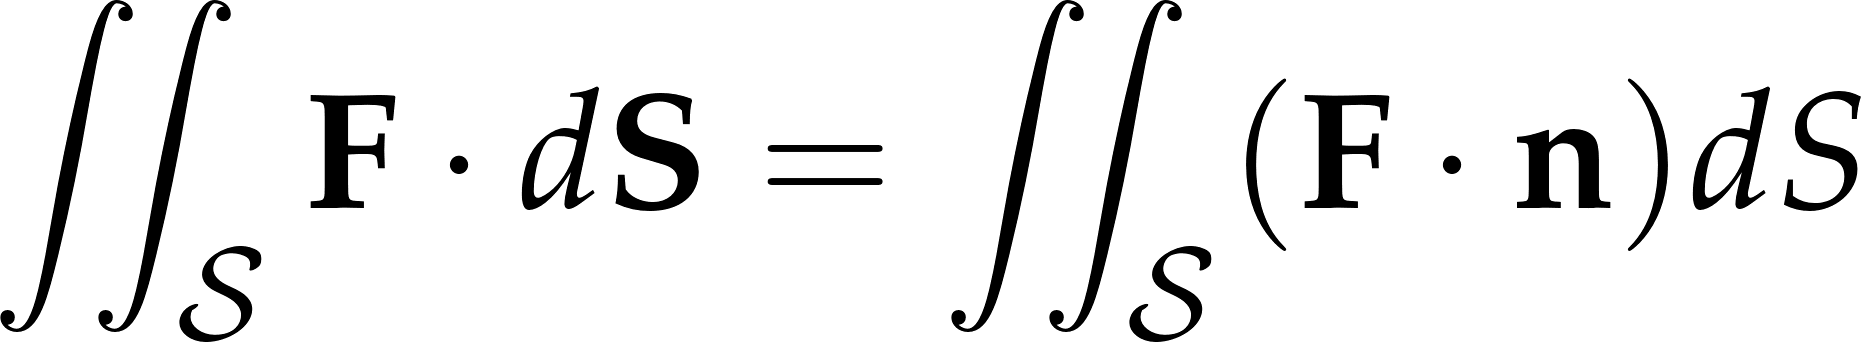 ∬_𝒮 𝐅 · d𝐒 = ∬_𝒮 (𝐅 · 𝐧)dS